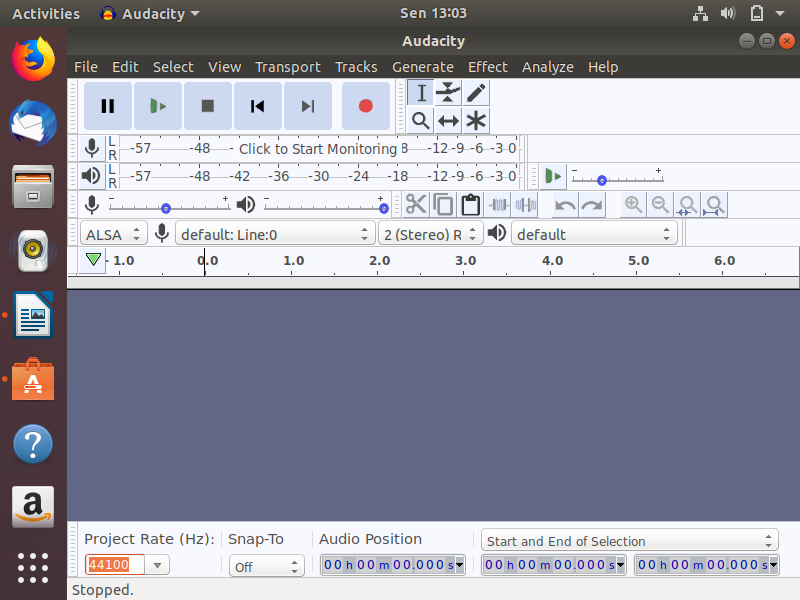 Activities Audacity Sen 13:03
Audacity
File Edit Select View Transport Tracks Generate Effect Analyze Help
L
R
-57 -48 - Click to Start Monitoring 8 -12 -9 -6 -3 0
L
R
-57 -48 -42 -36 -30 -24 -18 -12 -9 -6 -3 0
- +
- + - +
ALSA default: Line:0 2 (Stereo) R default
- 1.0 0.0 1.0 2.0 3.0 4.0 5.0 6.0
Project Rate (Hz): Snap-To Audio Position Start and End of Selection
44100 Off 00 h 00 m 00.000 s 00 h 00 m 00.000 s 00 h 00 m 00.000 s
Stopped.